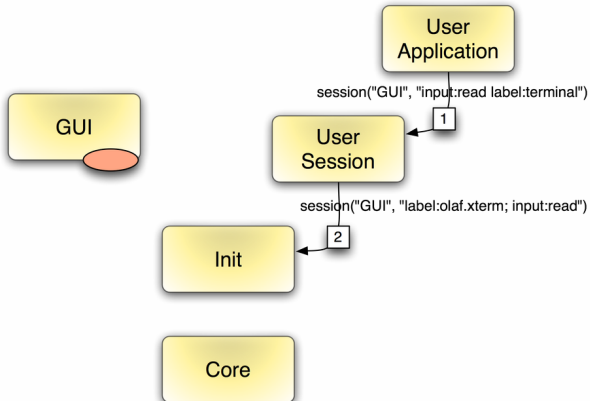 User
Application
session("GUI", "input:read label:terminal")
1
GUI
User
Session
session("GUI", "label:olaf.xterm; input:read")
2
Init
Core